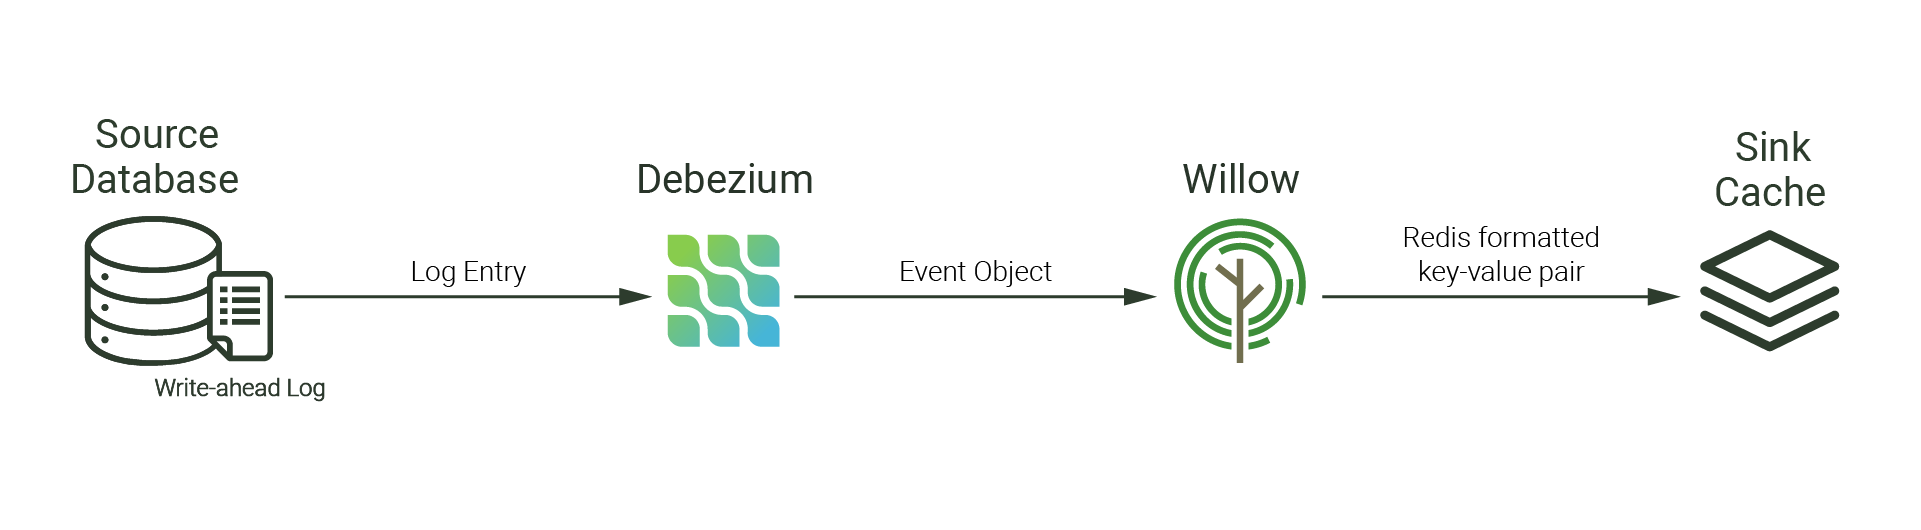 Source
Database
Write-ahead Log
Log Entry
Debezium
Event Object
Willow
Redis formatted
key-value pair
Sink
Cache